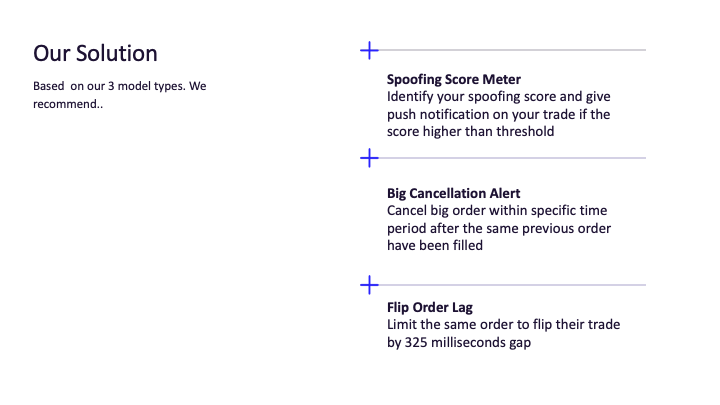 Our Solution
Based  on our 3 model types. We
recommend..
Spoofing Score Meter
Identify your spoofing score and give
push notification on your trade if the
score higher than threshold
Big Cancellation Alert
Cancel big order within specific time
period after the same previous order
have been filled
Flip Order Lag
Limit the same order to flip their trade
by 325 milliseconds gap